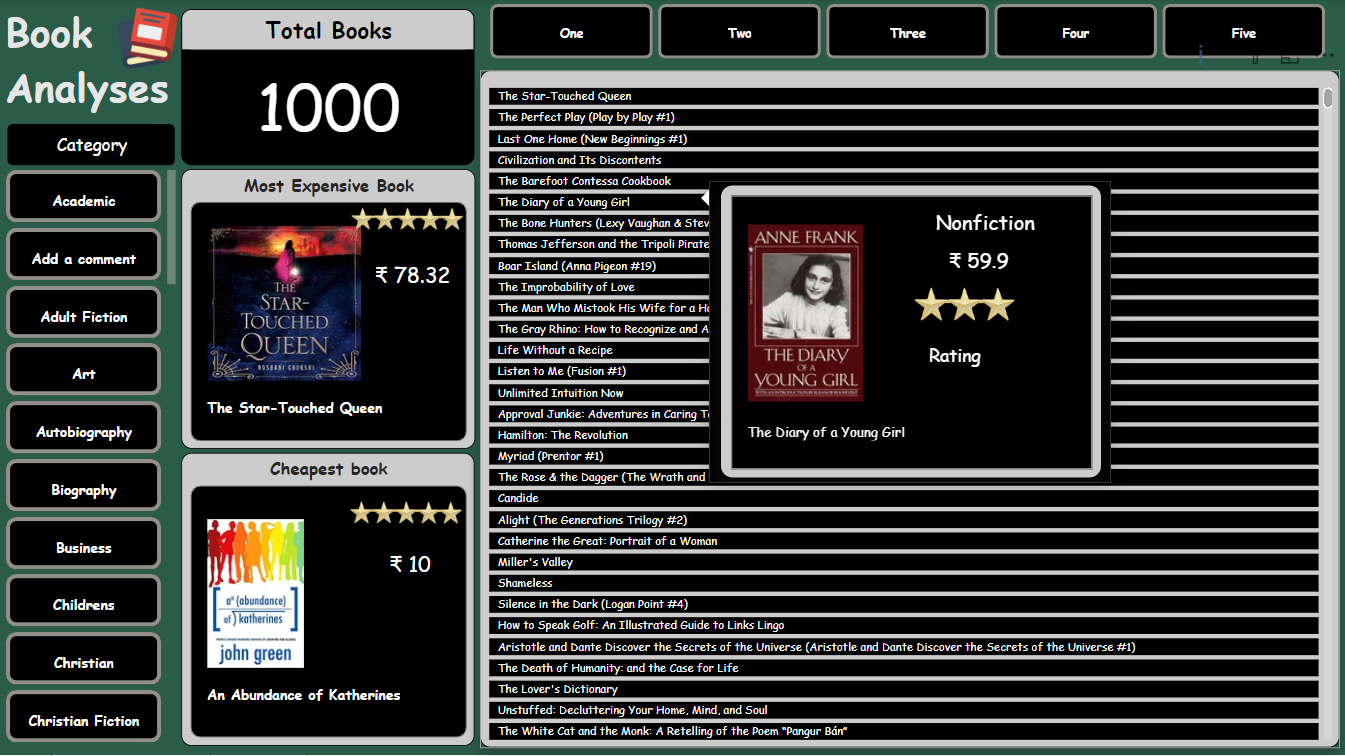 Book
Analyses
Category
Academic
Add a comment
Adult Fiction
Art
Autobiography
Biography
Business
Childrens
Christian
Christian Fiction
Total Books
1000
Most Expensive Book
THE
STAR-
TOUCHED
QUEEN
ROSHANI CHOKSHI
₹ 78.32
The Star-Touched Queen
Cheapest book
a* (abundance)
of) katherines
john green
₹ 10
An Abundance of Katherines
One
Two
Three
Four
Five
The Star-Touched Queen
The Perfect Play (Play by Play #1)
Last One Home (New Beginnings #1)
Civilization and Its Discontents
The Barefoot Contessa Cookbook
The Diary of a Young Girl
The Bone Hunters (Lexy Vaughan & Stev
Thomas Jefferson and the Tripoli Pirate
Boar Island (Anna Pigeon #19)
The Improbability of Love
The Man Who Mistook His Wife for a Ha
The Gray Rhino: How to Recognize and A
Life Without a Recipe
Listen to Me (Fusion #1)
Unlimited Intuition Now
Approval Junkie: Adventures in Caring To
Hamilton: The Revolution
Myriad (Prentor #1)
The Rose & the Dagger (The Wrath and
Candide
Alight (The Generations Trilogy #2)
Catherine the Great: Portrait of a Woman
Miller's Valley
Shameless
Silence in the Dark (Logan Point #4)
How to Speak Golf: An Illustrated Guide to Links Lingo
Aristotle and Dante Discover the Secrets of the Universe (Aristotle and Dante Discover the Secrets of the Universe #1)
The Death of Humanity: and the Case for Life
The Lover's Dictionary
Unstuffed: Decluttering Your Home, Mind, and Soul
The White Cat and the Monk: A Retelling of the Poem “Pangur Bán”
ANNE FRANK
THE DIARY
OF A
YOUNG GIRL
WITH AN INTRODUCTION BY ELEANOR ROOSEVELT
Nonfiction
₹ 59.9
Rating
The Diary of a Young Girl